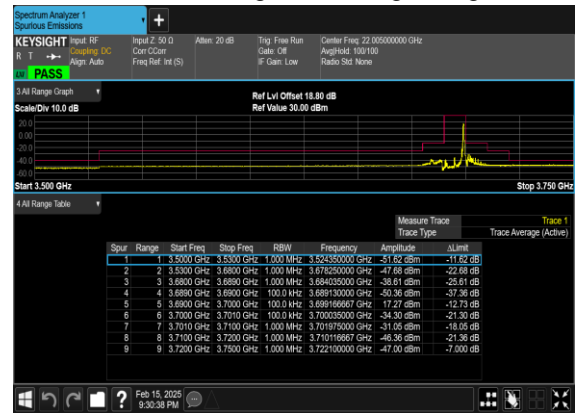 Spectrum Analyzer 1
Spurious Emissions
KEYSIGHT
R T
LW PASS
Input: RF
Coupling: DC
Align: Auto
Input Z: 50 Ω
Corr CCorr
Freq Ref: Int (S)
Atten: 20 dB
Trig: Free Run
Gate: Off
IF Gain: Low
Center Freq: 22.005000000 GHz
Avg|Hold: 100/100
Radio Std: None
3 All Range Graph
Scale/Div 10.0 dB
Ref Lvl Offset 18.80 dB
Ref Value 30.00 dBm
20.0
0.00
-20.0
-40.0
-60.0
Start 3.500 GHz
Stop 3.750 GHz
4 All Range Table
Measure Trace Trace 1
Trace Type Trace Average (Active)
Spur Range Start Freq Stop Freq RBW Frequency Amplitude ΔLimit
1 1 3.5000 GHz 3.5300 GHz 1.000 MHz 3.524350000 GHz -51.62 dBm -11.62 dB
2 2 3.5300 GHz 3.6800 GHz 1.000 MHz 3.678250000 GHz -47.68 dBm -22.68 dB
3 3 3.6800 GHz 3.6890 GHz 1.000 MHz 3.684035000 GHz -38.61 dBm -25.61 dB
4 4 3.6890 GHz 3.6900 GHz 100.0 kHz 3.689130000 GHz -50.36 dBm -37.36 dB
5 5 3.6900 GHz 3.7000 GHz 100.0 kHz 3.699166667 GHz 17.27 dBm -12.73 dB
6 6 3.7000 GHz 3.7010 GHz 100.0 kHz 3.700035000 GHz -34.30 dBm -21.30 dB
7 7 3.7010 GHz 3.7100 GHz 1.000 MHz 3.701975000 GHz -31.05 dBm -18.05 dB
8 8 3.7100 GHz 3.7200 GHz 1.000 MHz 3.710116667 GHz -46.36 dBm -21.36 dB
9 9 3.7200 GHz 3.7500 GHz 1.000 MHz 3.722100000 GHz -47.00 dBm -7.000 dB
Feb 15, 2025
9:30:38 PM